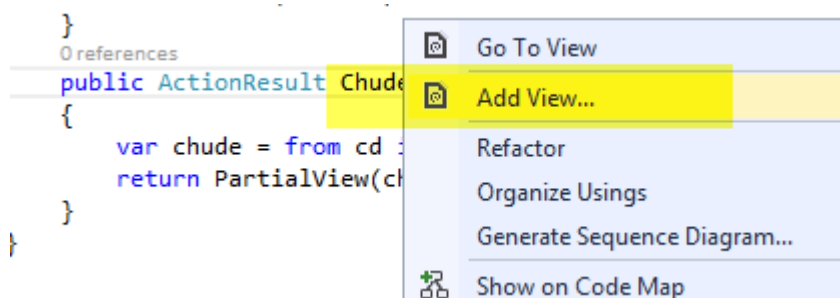 }
0 references
public ActionResult Chude
{
var chude = from cd
return PartialView(
}
}
Go To View
Add View...
Refactor
Organize Usings
Generate Sequence Diagram...
Show on Code Map